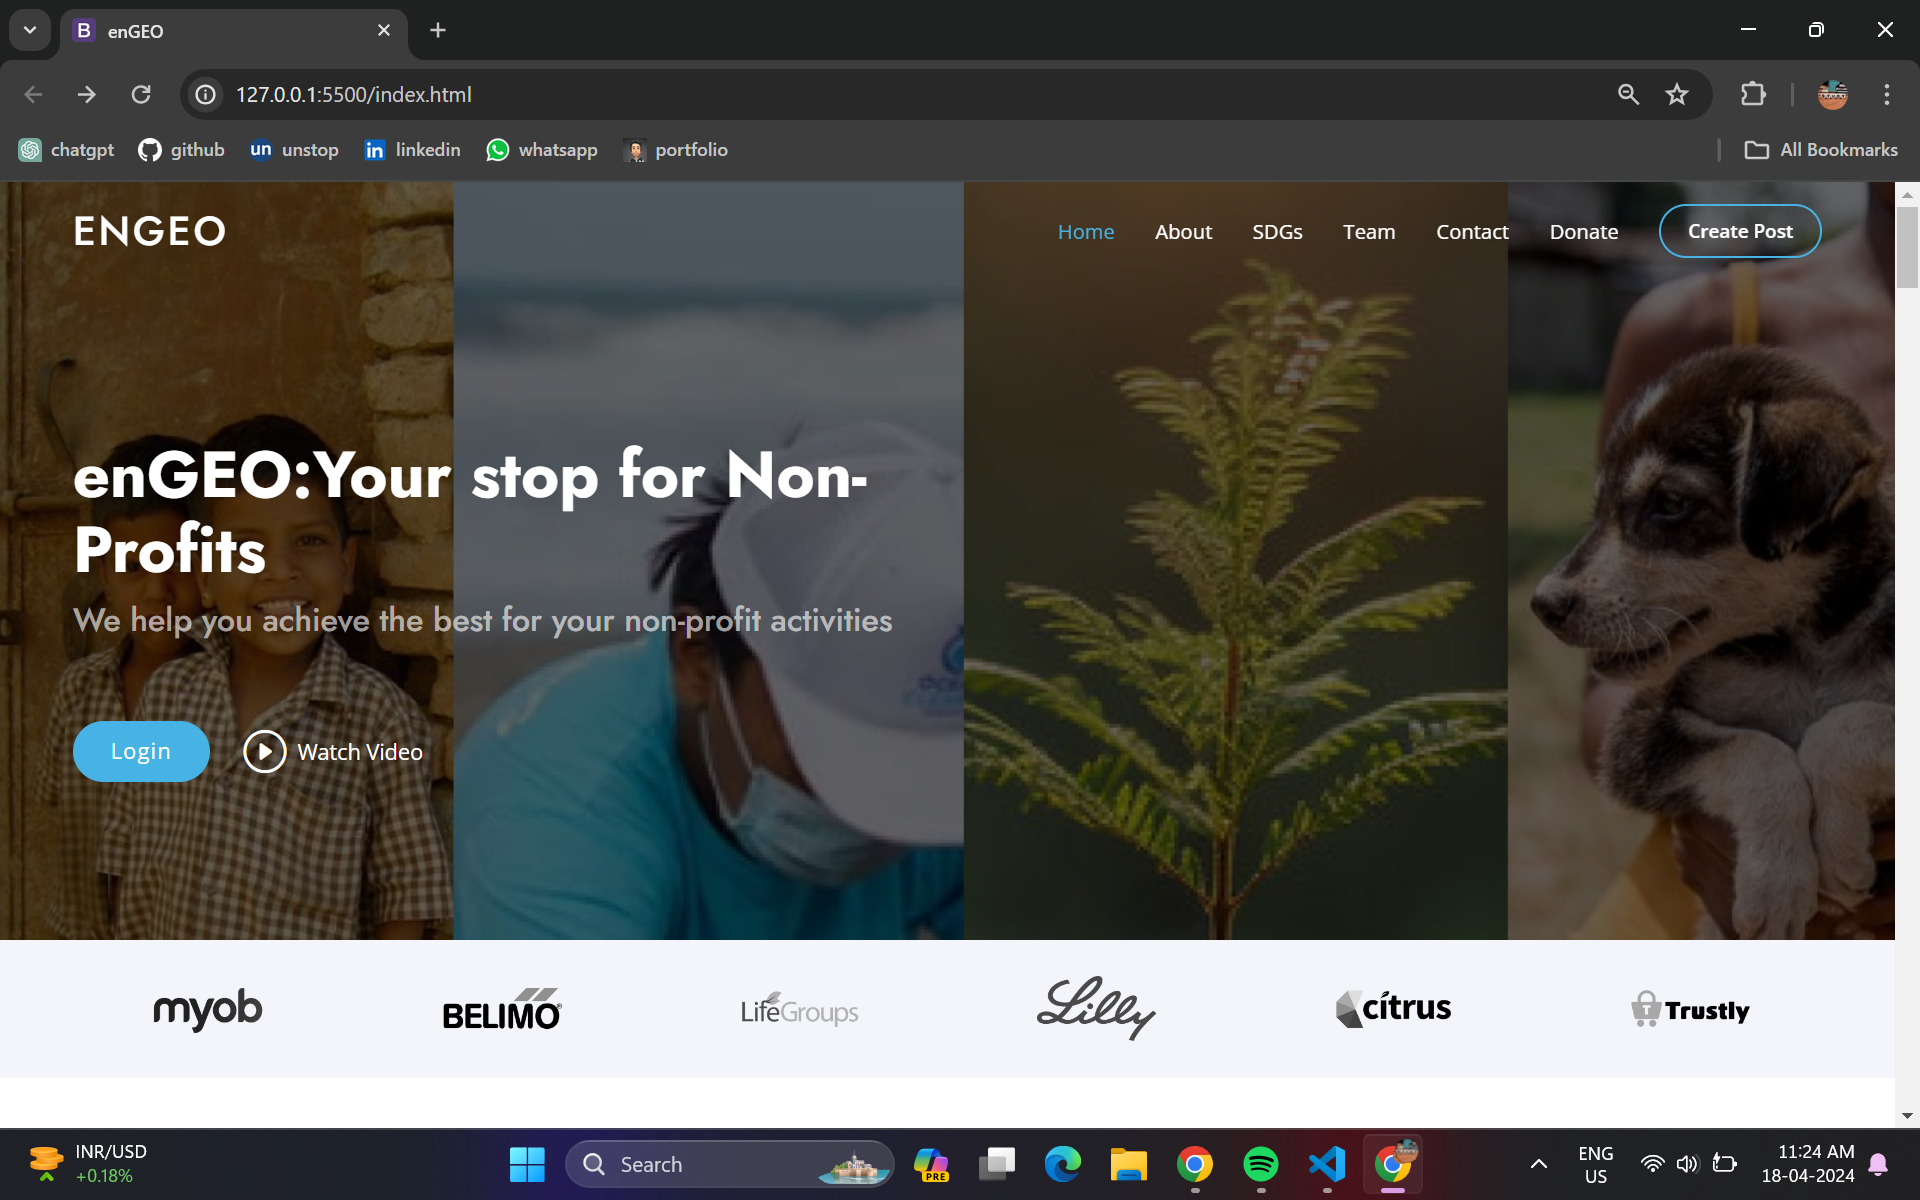 enGEO
127.0.0.1:5500/index.html
chatgpt
github
un unstop
in linkedin
whatsapp
portfolio
All Bookmarks
ENGEO
Home
About
SDGs
Team
Contact
Donate
Create Post
enGEO:Your stop for Non-
Profits
We help you achieve the best for your non-profit activities
Login
Watch Video
myob
BELIMO
LifeGroups
Lilly
citrus
Trustly
INR/USD
+0.18%
Search
PRE
ENG
US
11:24 AM
18-04-2024